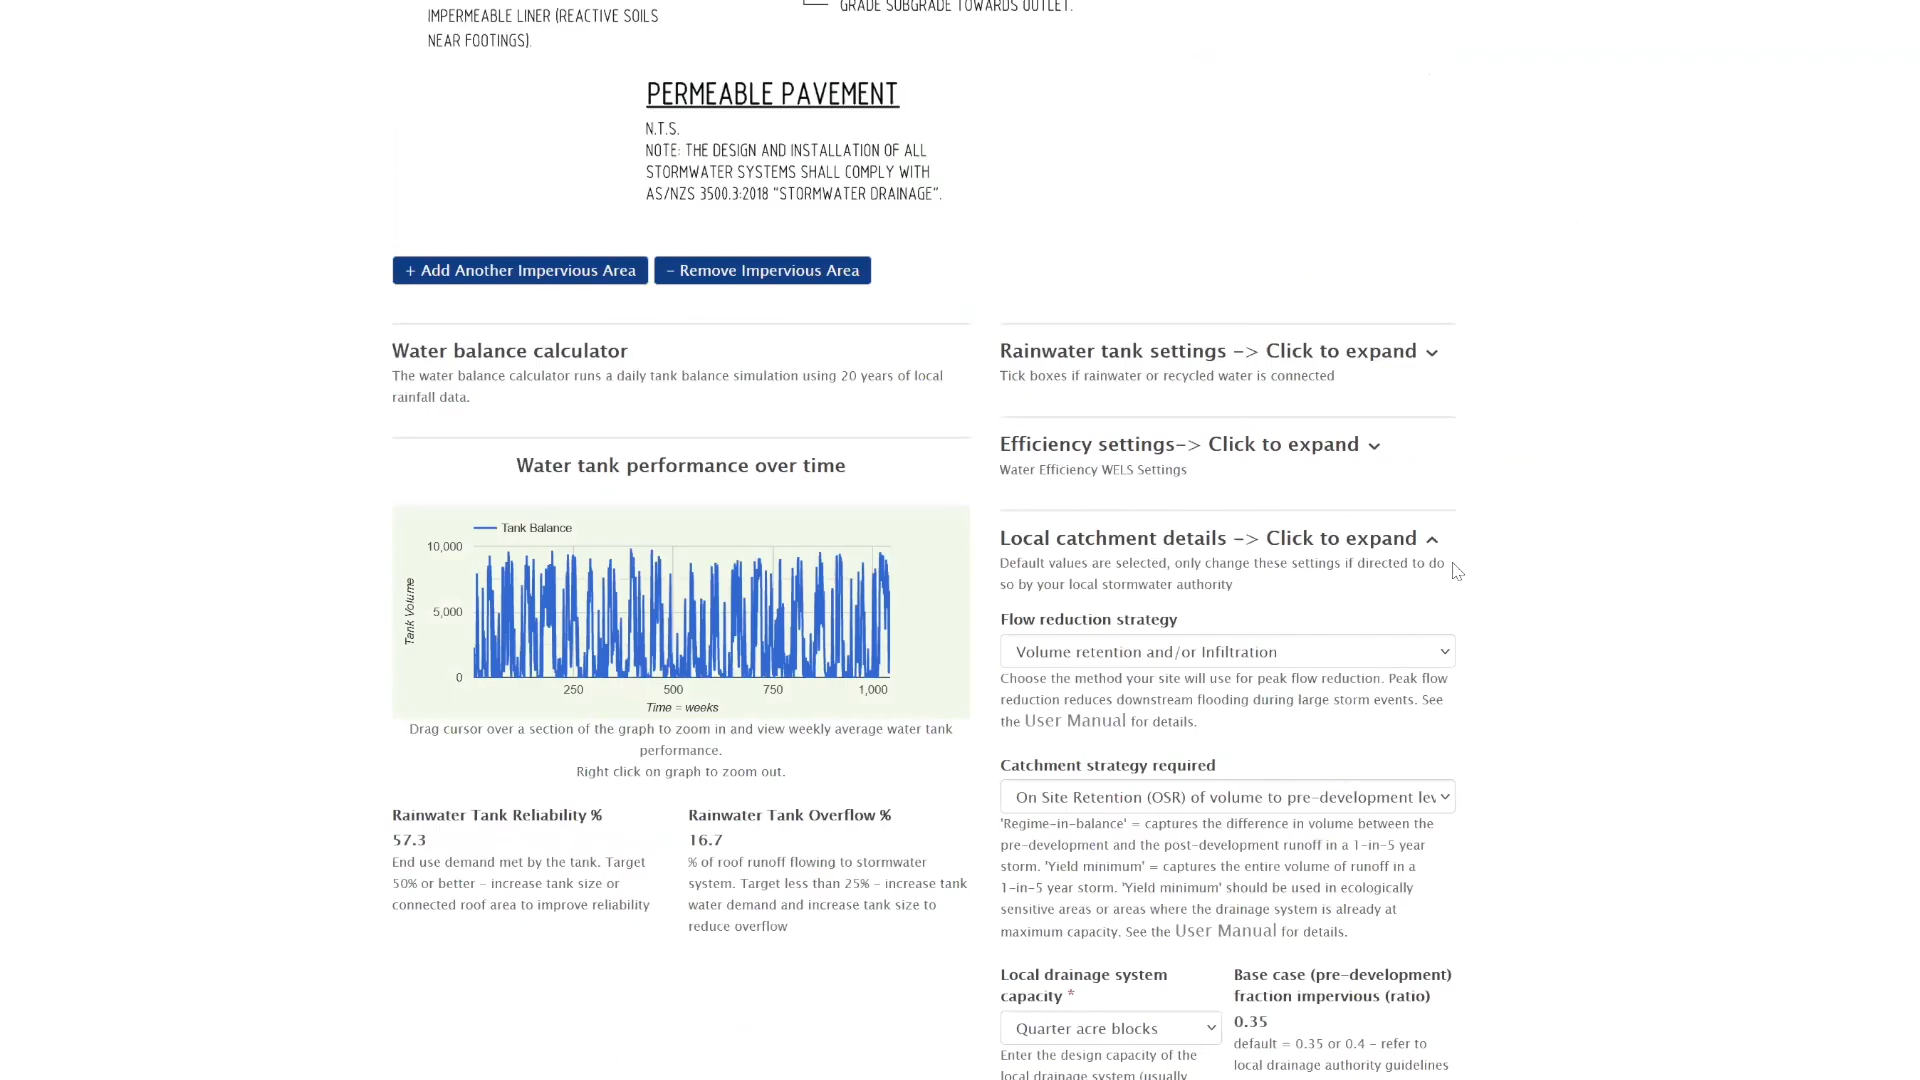 IMPERMEABLE LINER (REACTIVE SOILS
NEAR FOOTINGS).
GRADE SUBGRADE TOWARDS OUTLET.
PERMEABLE PAVEMENT
N.T.S.
NOTE: THE DESIGN AND INSTALLATION OF ALL
STORMWATER SYSTEMS SHALL COMPLY WITH
AS/NZS 3500.3:2018 "STORMWATER DRAINAGE".
+ Add Another Impervious Area
- Remove Impervious Area
Water balance calculator
The water balance calculator runs a daily tank balance simulation using 20 years of local
rainfall data.
Water tank performance over time
Tank Balance
10,000
5,000
0
Tank Volume
250
500
750
1,000
Time = weeks
Drag cursor over a section of the graph to zoom in and view weekly average water tank
performance.
Right click on graph to zoom out.
Rainwater Tank Reliability %
57.3
End use demand met by the tank. Target
50% or better - increase tank size or
connected roof area to improve reliability
Rainwater Tank Overflow %
16.7
% of roof runoff flowing to stormwater
system. Target less than 25% - increase tank
water demand and increase tank size to
reduce overflow
Rainwater tank settings -> Click to expand
Tick boxes if rainwater or recycled water is connected
Efficiency settings-> Click to expand
Water Efficiency WELS Settings
Local catchment details -> Click to expand
Default values are selected, only change these settings if directed to do
so by your local stormwater authority
Flow reduction strategy
Volume retention and/or Infiltration
Choose the method your site will use for peak flow reduction. Peak flow
reduction reduces downstream flooding during large storm events. See
the User Manual for details.
Catchment strategy required
On Site Retention (OSR) of volume to pre-development lev
'Regime-in-balance' = captures the difference in volume between the
pre-development and the post-development runoff in a 1-in-5 year
storm. 'Yield minimum' = captures the entire volume of runoff in a
1-in-5 year storm. 'Yield minimum' should be used in ecologically
sensitive areas or areas where the drainage system is already at
maximum capacity. See the User Manual for details.
Local drainage system
capacity *
Quarter acre blocks
Enter the design capacity of the
local drainage system (usually
Base case (pre-development)
fraction impervious (ratio)
0.35
default = 0.35 or 0.4 - refer to
local drainage authority guidelines